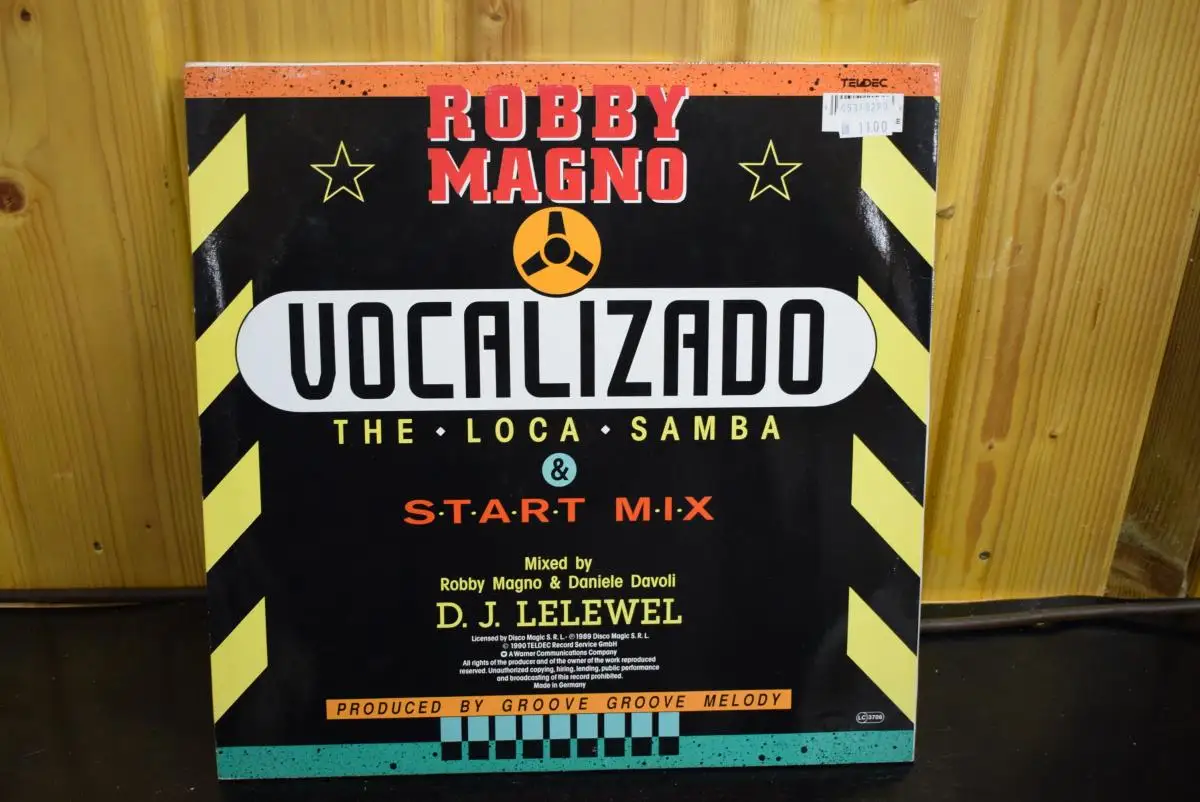 TELDEC
11.00
ROBBY
MAGNO
VOCALIZADO
THE • LOCA • SAMBA
&
S·T·A·R·T M·I·X
Mixed by
Robby Magno & Daniele Davoli
D. J. LELEWEL
Licensed by Disco Magic S. R. L. - ℗ 1989 Disco Magic S. R. L.
© 1990 TELDEC Record Service GmbH
A Warner Communications Company
All rights of the producer and of the owner of the work reproduced
reserved. Unauthorized copying, hiring, lending, public performance
and broadcasting of this record prohibited.
Made in Germany
PRODUCED BY GROOVE GROOVE MELODY
LC 3706